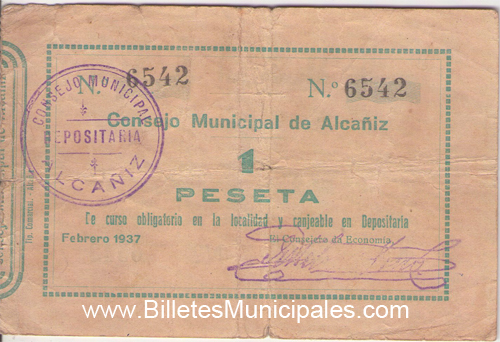 N.º 6542
N.º 6542
CONSEJO MUNICIPAL
DEPOSITARIA
ALCAÑIZ
Consejo Municipal de Alcañiz
1
PESETA
De curso obligatorio en la localidad y canjeable en Depositaria
Febrero 1937
El Consejero de Economía,
www.BilletesMunicipales.com